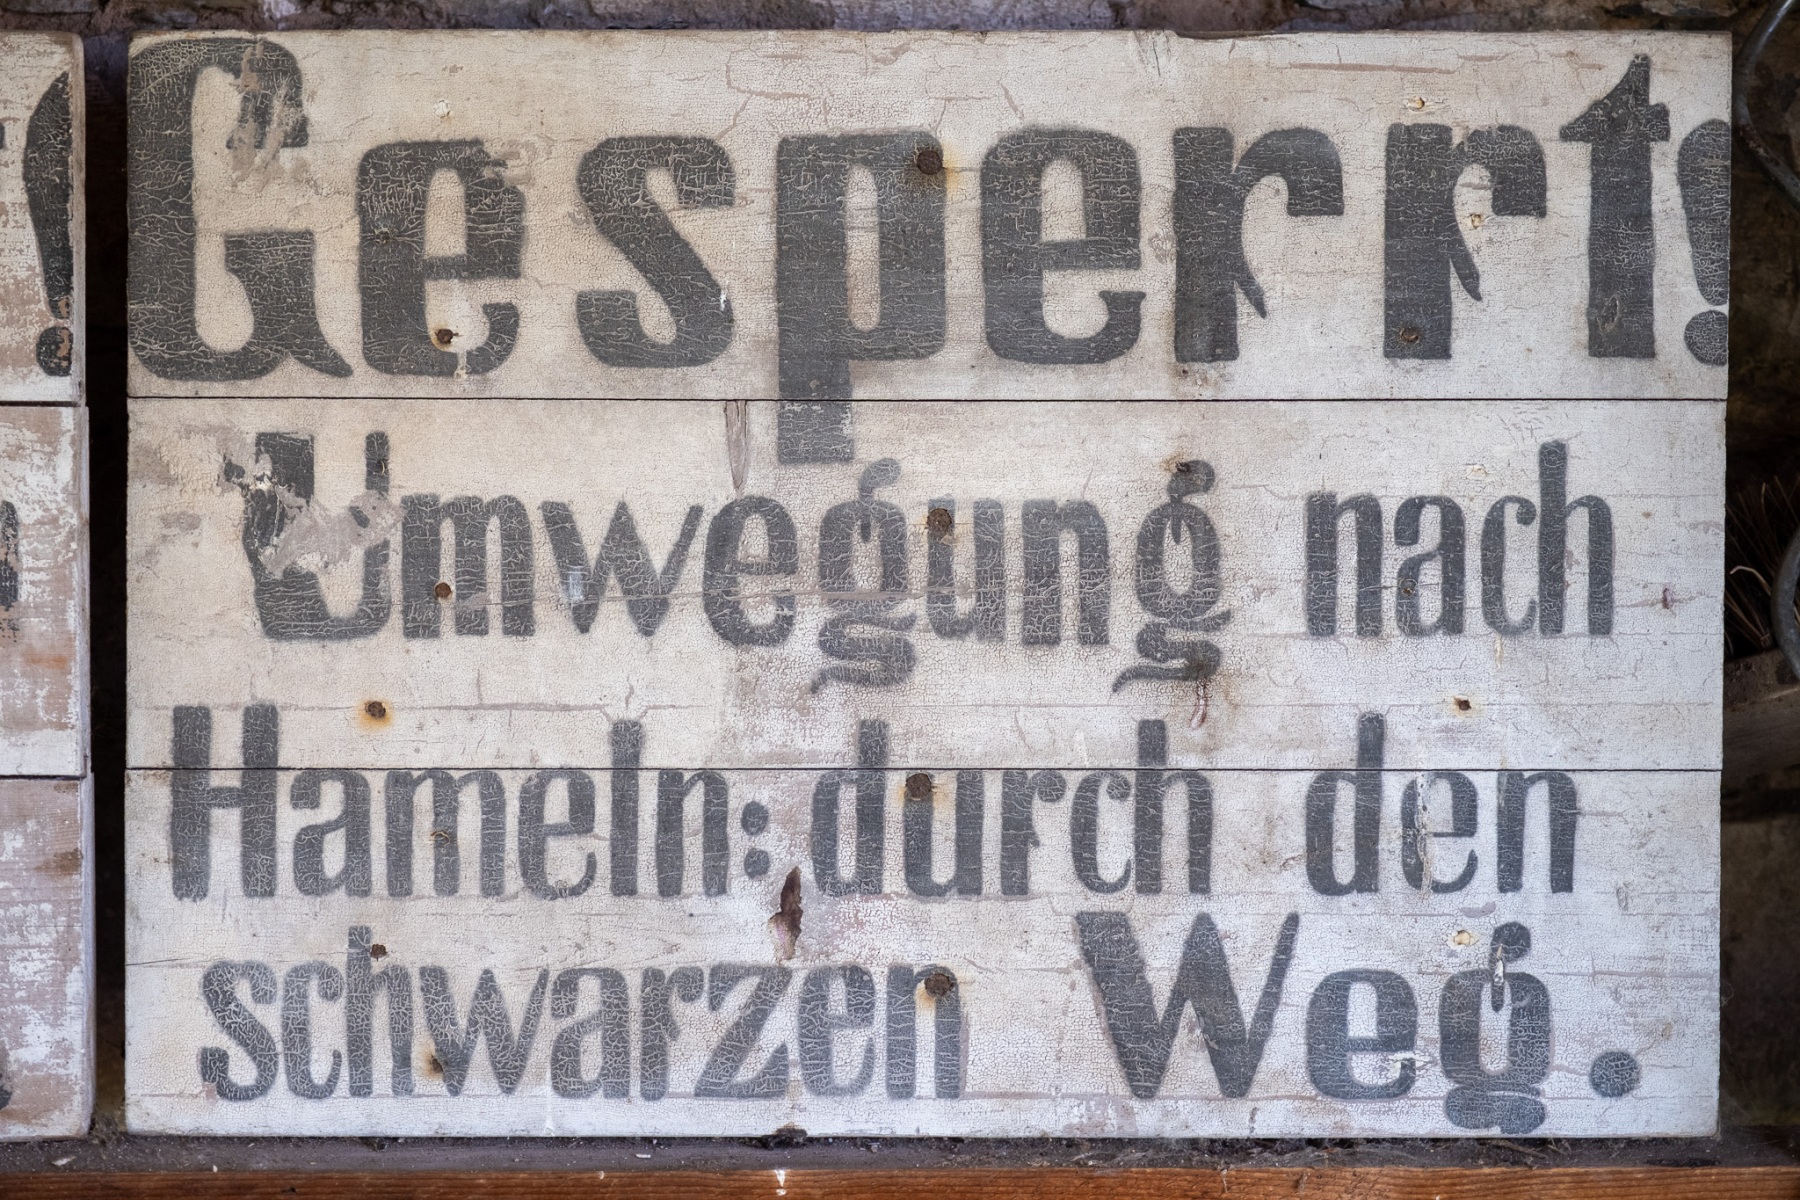 Gesperrt!
Umwegung nach
Hameln: durch den
schwarzen Weg.